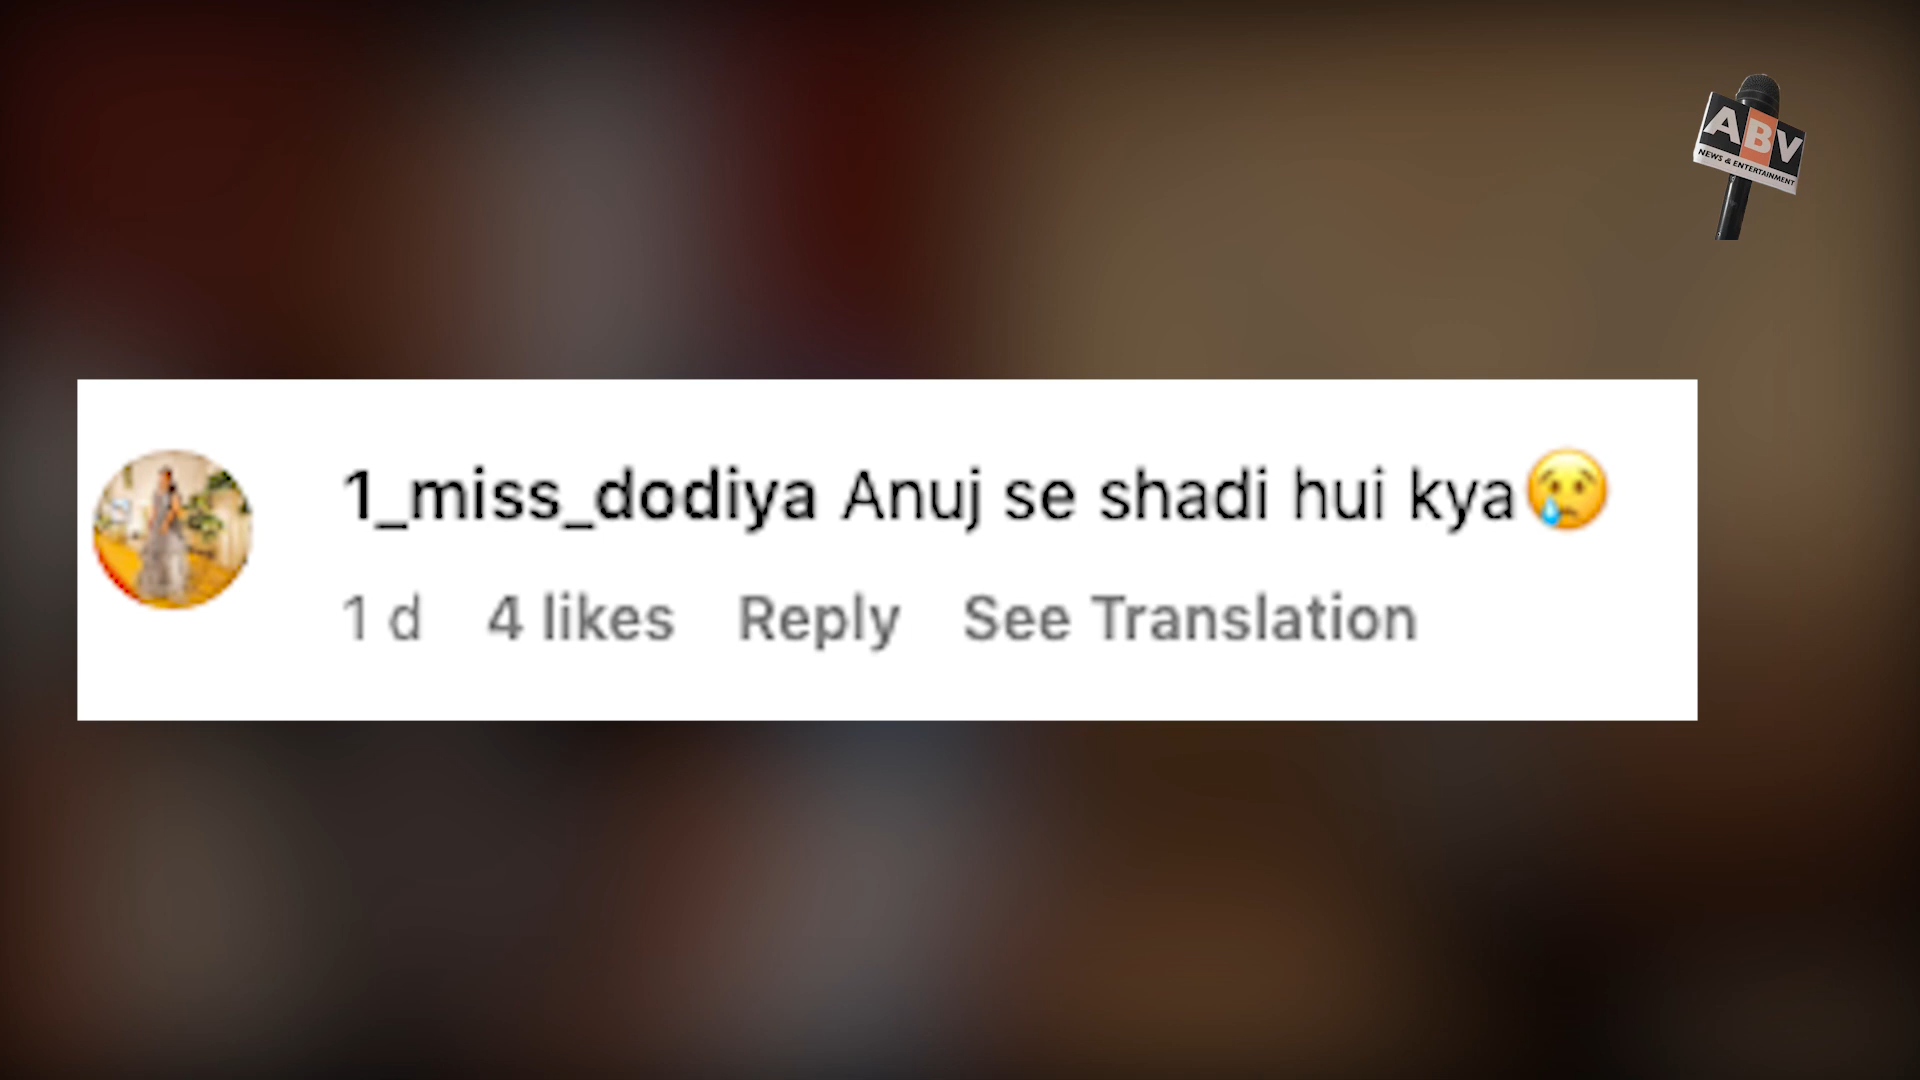 ABV
NEWS & ENTERTAINMENT
1_miss_dodiya Anuj se shadi hui kya😢
1 d 4 likes Reply See Translation